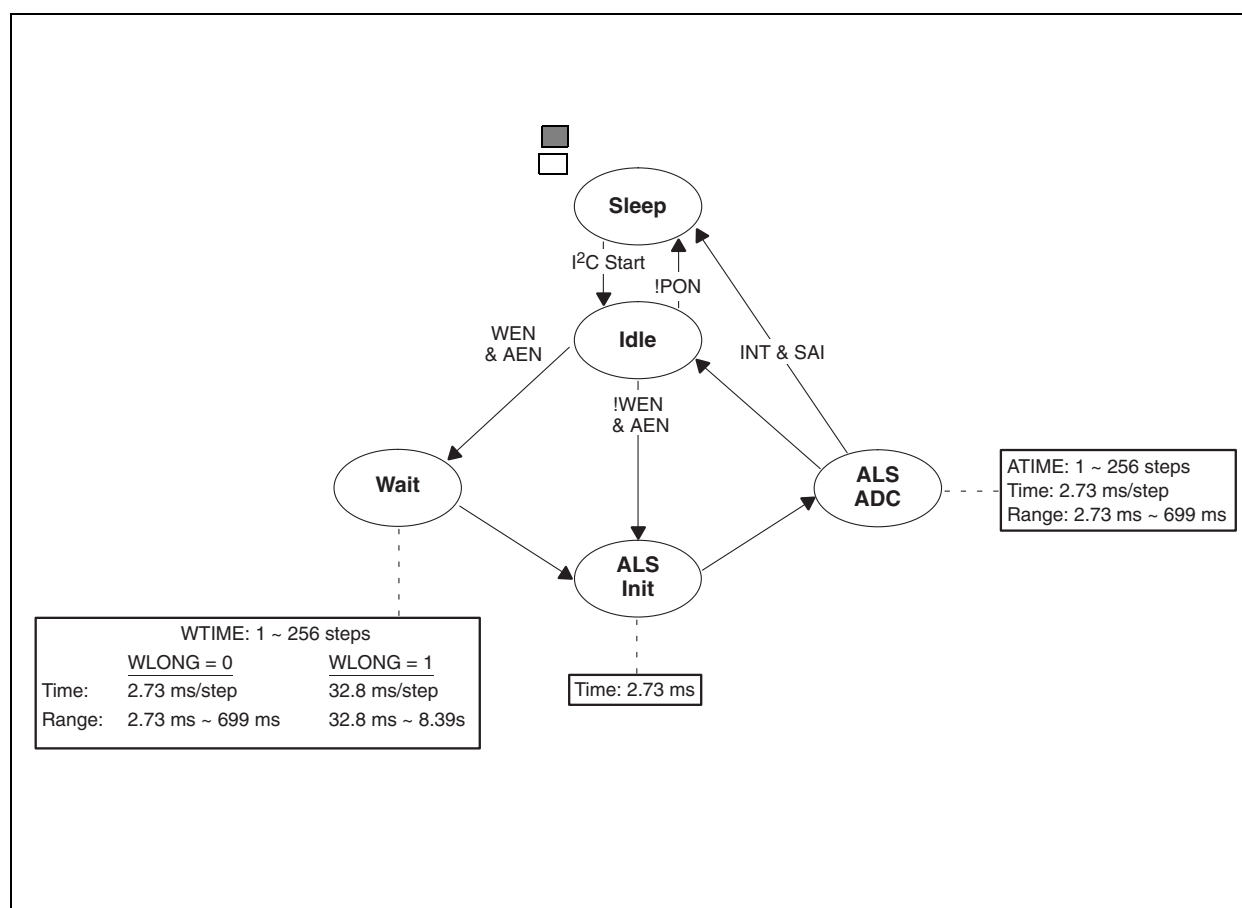 Sleep
I²C Start
!PON
Idle
WEN
& AEN
INT & SAI
!WEN
& AEN
Wait
ALS
ADC
ATIME: 1 ~ 256 steps
Time: 2.73 ms/step
Range: 2.73 ms ~ 699 ms
ALS
Init
WTIME: 1 ~ 256 steps
WLONG = 0 WLONG = 1
Time: 2.73 ms/step 32.8 ms/step
Range: 2.73 ms ~ 699 ms 32.8 ms ~ 8.39s
Time: 2.73 ms